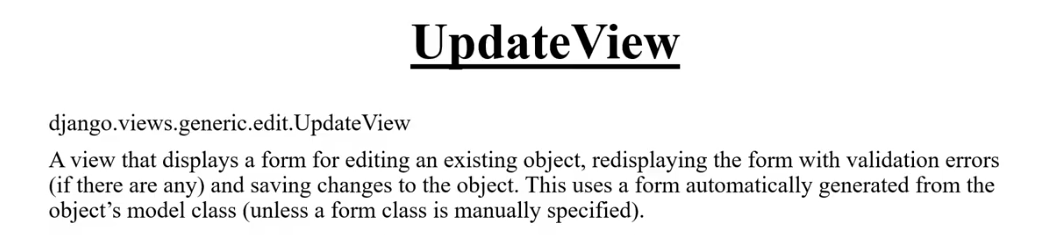 UpdateView
django.views.generic.edit.UpdateView
A view that displays a form for editing an existing object, redisplaying the form with validation errors
(if there are any) and saving changes to the object. This uses a form automatically generated from the
object’s model class (unless a form class is manually specified).